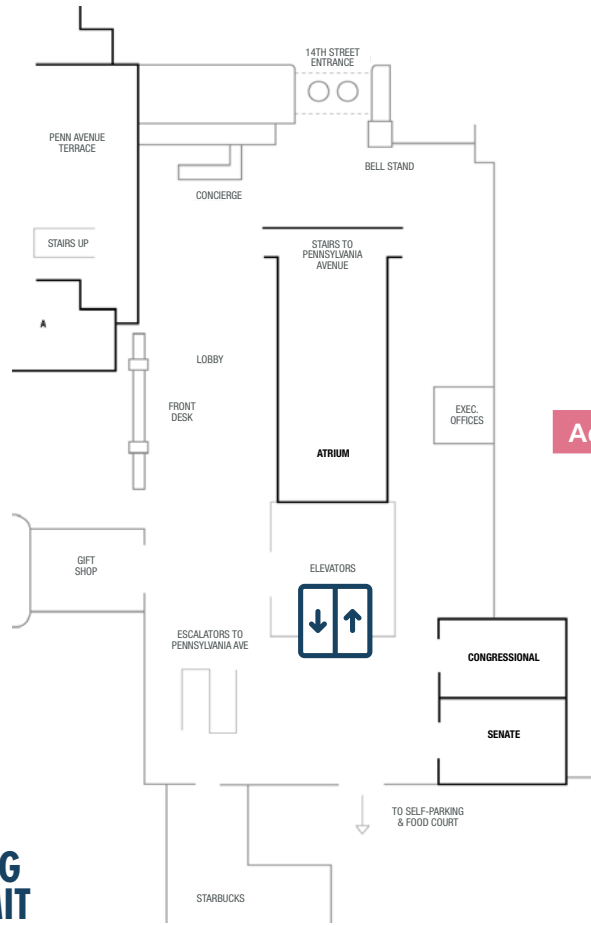 14TH STREET
ENTRANCE
PENN AVENUE
TERRACE
BELL STAND
CONCIERGE
STAIRS UP
STAIRS TO
PENNSYLVANIA
AVENUE
A
LOBBY
FRONT
DESK
EXEC.
OFFICES
ATRIUM
GIFT
SHOP
ELEVATORS
ESCALATORS TO
PENNSYLVANIA AVE
CONGRESSIONAL
SENATE
TO SELF-PARKING
& FOOD COURT
STARBUCKS